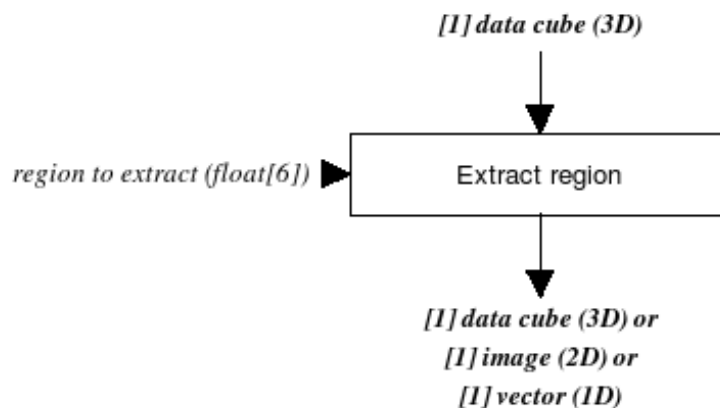 [1] data cube (3D)
region to extract (float[6])
Extract region
[1] data cube (3D) or
[1] image (2D) or
[1] vector (1D)